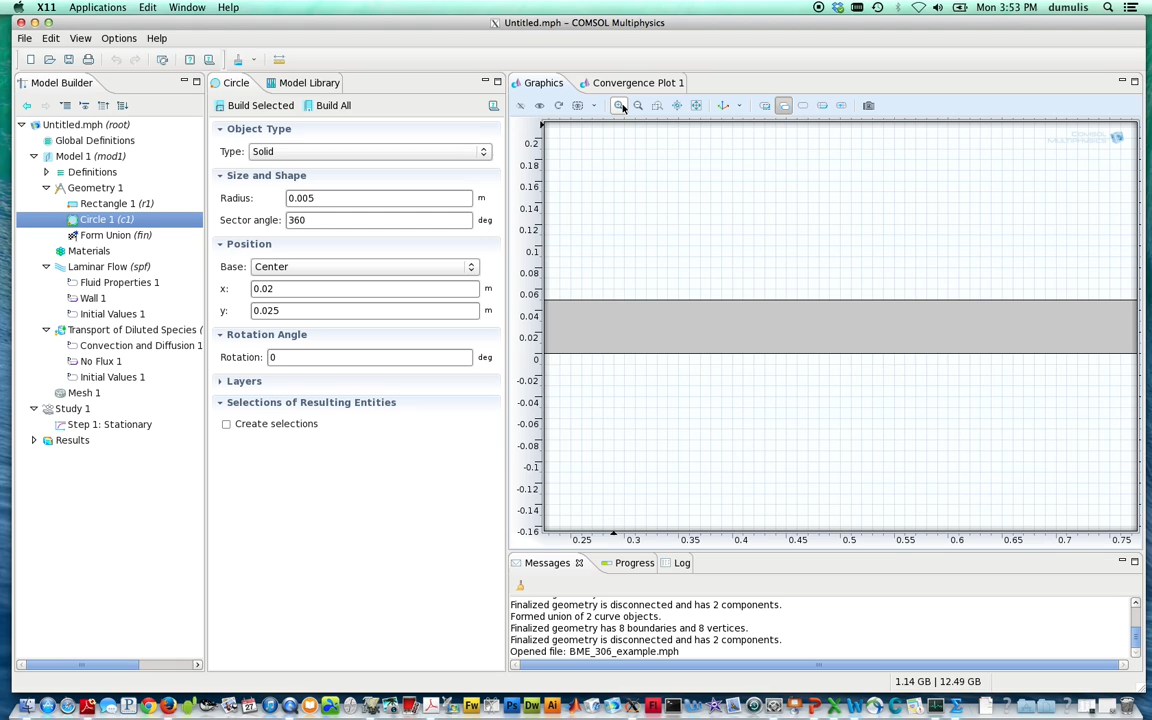 X11 Applications Edit Window Help Mon 3:53 PM dumulis
Untitled.mph – COMSOL Multiphysics
File Edit View Options Help
Model Builder
Circle Model Library
Graphics Convergence Plot 1
Build Selected Build All
Untitled.mph (root)
Global Definitions
Model 1 (mod1)
Definitions
Geometry 1
Rectangle 1 (r1)
Circle 1 (c1)
Form Union (fin)
Materials
Laminar Flow (spf)
Fluid Properties 1
Wall 1
Initial Values 1
Transport of Diluted Species (
Convection and Diffusion 1
No Flux 1
Initial Values 1
Mesh 1
Study 1
Step 1: Stationary
Results
Object Type
Type: Solid
Size and Shape
Radius: 0.005 m
Sector angle: 360 deg
Position
Base: Center
x: 0.02 m
y: 0.025 m
Rotation Angle
Rotation: 0 deg
Layers
Selections of Resulting Entities
Create selections
COMSOL
MULTIPHYSICS
0.2
0.18
0.16
0.14
0.12
0.1
0.08
0.06
0.04
0.02
0
-0.02
-0.04
-0.06
-0.08
-0.1
-0.12
-0.14
-0.16
0.25 0.3 0.35 0.4 0.45 0.5 0.55 0.6 0.65 0.7 0.75
Messages Progress Log
Finalized geometry is disconnected and has 2 components.
Formed union of 2 curve objects.
Finalized geometry has 8 boundaries and 8 vertices.
Finalized geometry is disconnected and has 2 components.
Opened file: BME_306_example.mph
1.14 GB | 12.49 GB
Fw Ps Dw Ai Fl